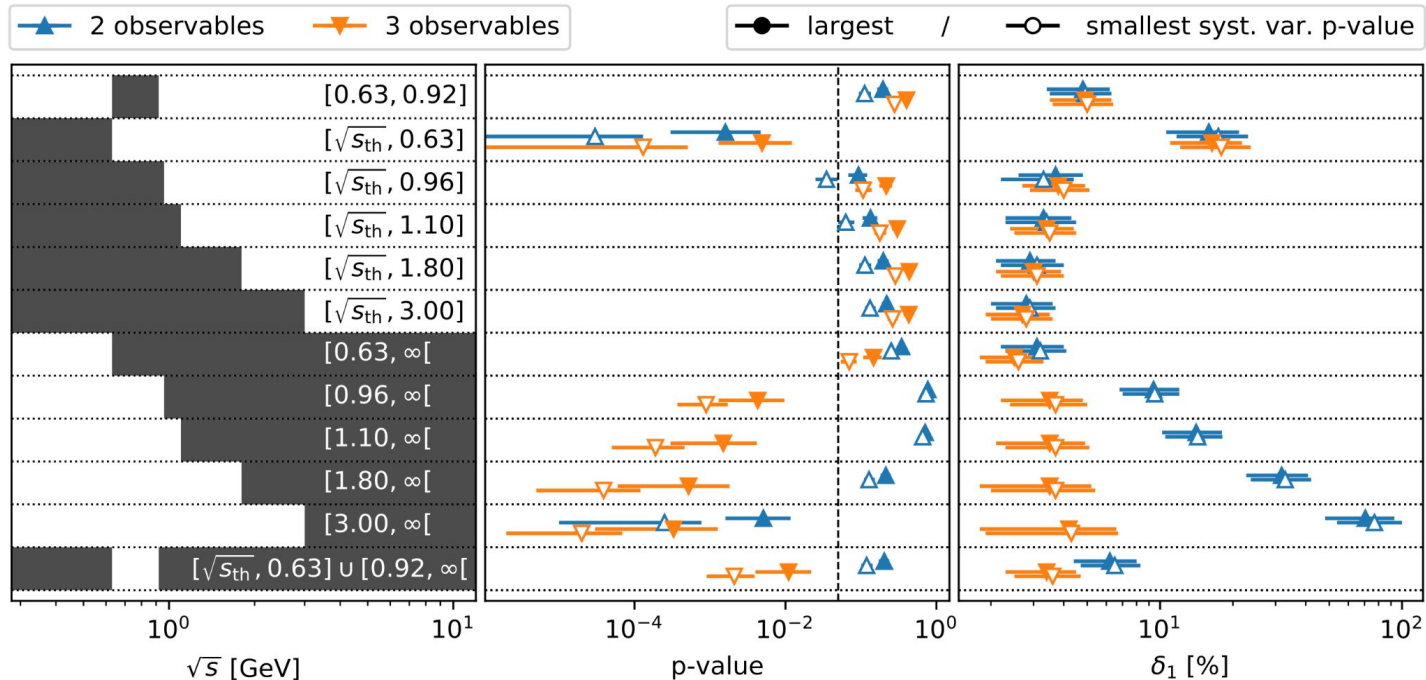 2 observables 3 observables largest / smallest syst. var. p-value
[0.63, 0.92]
[√s_th, 0.63]
[√s_th, 0.96]
[√s_th, 1.10]
[√s_th, 1.80]
[√s_th, 3.00]
[0.63, ∞[
[0.96, ∞[
[1.10, ∞[
[1.80, ∞[
[3.00, ∞[
[√s_th, 0.63] ∪ [0.92, ∞[
10⁰ 10¹ 10⁻⁴ 10⁻² 10⁰ 10¹ 10²
√s [GeV] p-value δ₁ [%]